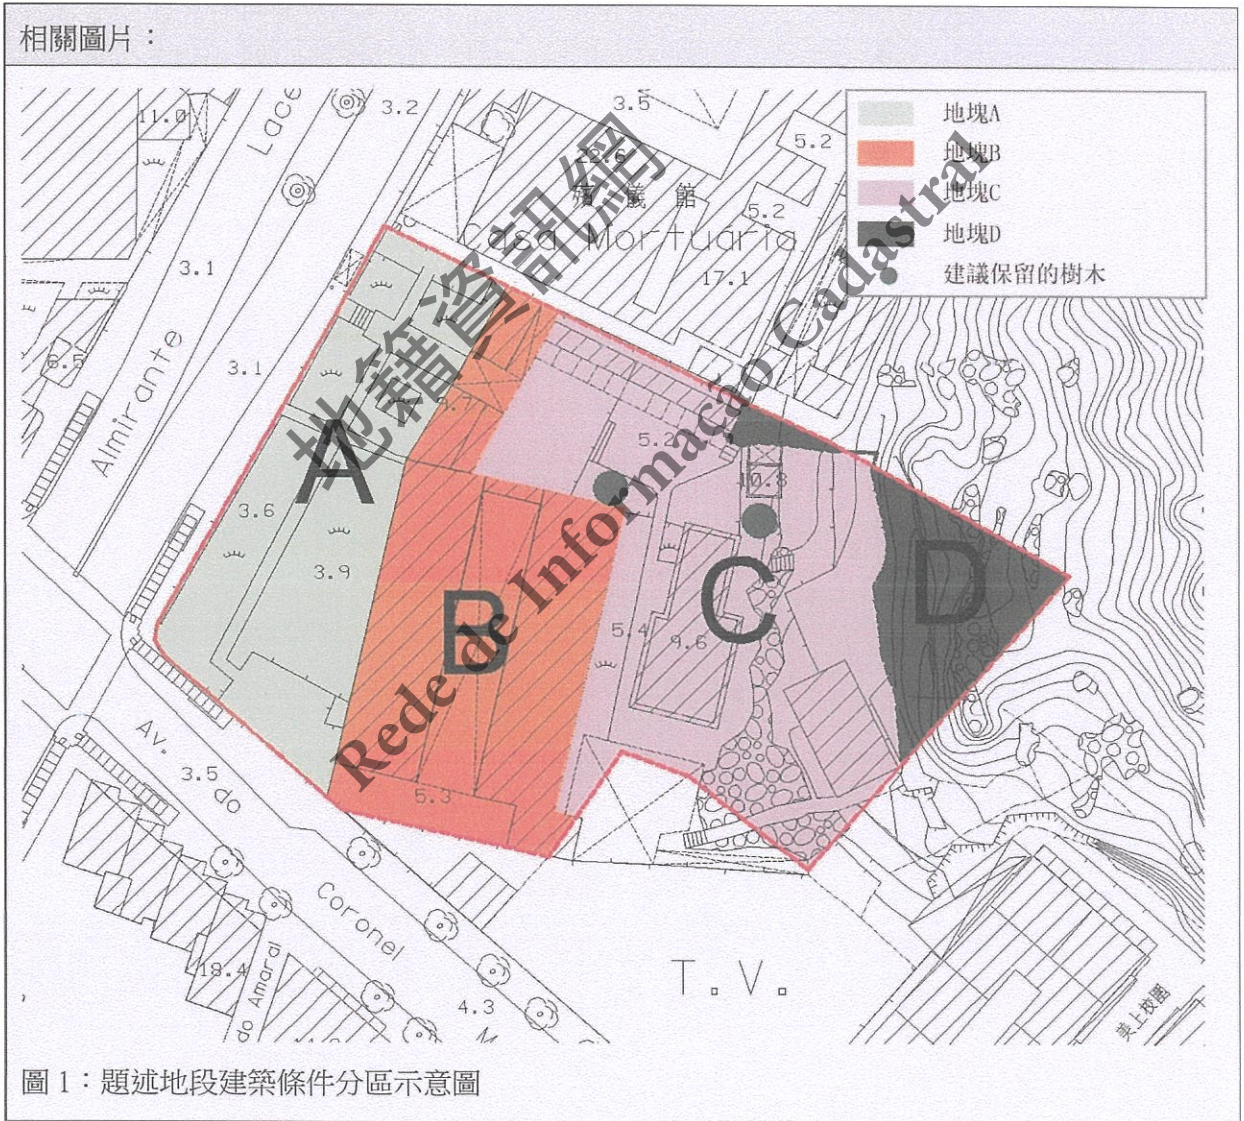 相關圖片：
11.0
Lace
3.2
3.5
22.6
殯儀館
Casa Mortuaria
5.2
5.2
17.1
地塊A
地塊B
地塊C
地塊D
建議保留的樹木
3.1
6.5
3.1
Almirante
A
3.6
3.9
5.2
10.8
B
C
D
5.4
9.6
5.3
Av. do Coronel M
3.5
18.4
do Amaral
4.3
T.V.
美上校園
地籍資訊網
Rede de Informação Cadastral
圖 1：題述地段建築條件分區示意圖